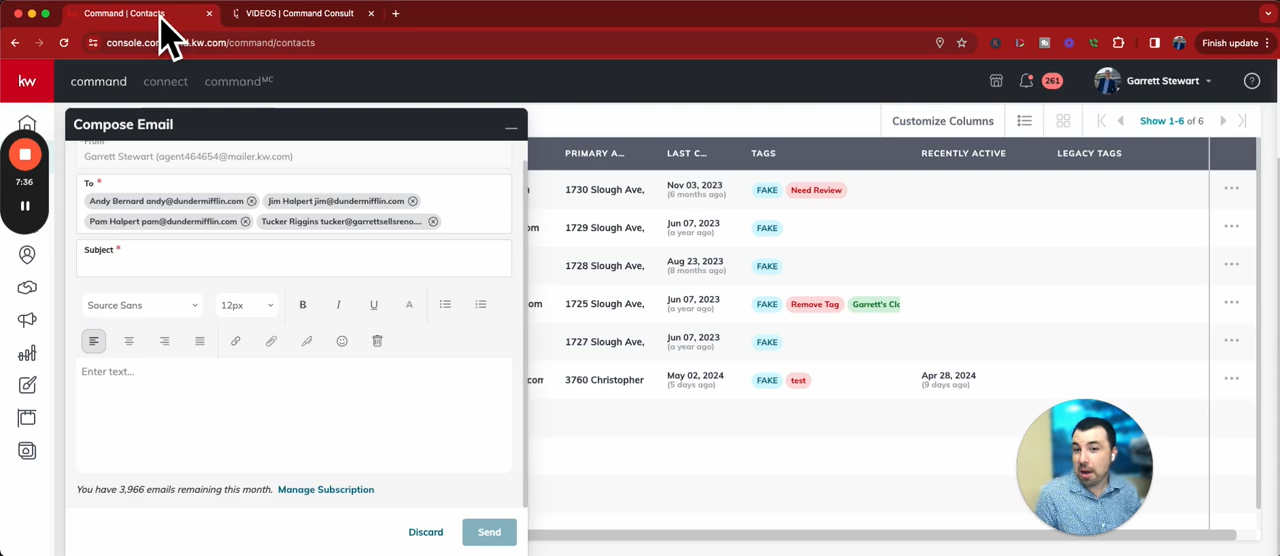 Command | Contacts
VIDEOS | Command Consult
.kw.com/command/contacts
Finish update
kw
command connect command MC
261
Garrett Stewart
Compose Email
Customize Columns
Show 1-6 of 6
From
Garrett Stewart (agent464654@mailer.kw.com)
PRIMARY A... LAST C... TAGS RECENTLY ACTIVE LEGACY TAGS
7:36
To *
Andy Bernard andy@dundermifflin.com Jim Halpert jim@dundermifflin.com
Pam Halpert pam@dundermifflin.com Tucker Riggins tucker@garrettsellsreno....
Subject *
1730 Slough Ave, Nov 03, 2023 FAKE Need Review
(6 months ago)
om 1729 Slough Ave, Jun 07, 2023 FAKE
(a year ago)
1728 Slough Ave, Aug 23, 2023 FAKE
(8 months ago)
Source Sans 12px B I U A
om 1725 Slough Ave, Jun 07, 2023 FAKE Remove Tag Garrett's Clo
(a year ago)
1727 Slough Ave, Jun 07, 2023 FAKE
(a year ago)
Enter text...
com 3760 Christopher May 02, 2024 FAKE test Apr 28, 2024
(5 days ago) (9 days ago)
You have 3,966 emails remaining this month. Manage Subscription
Discard Send